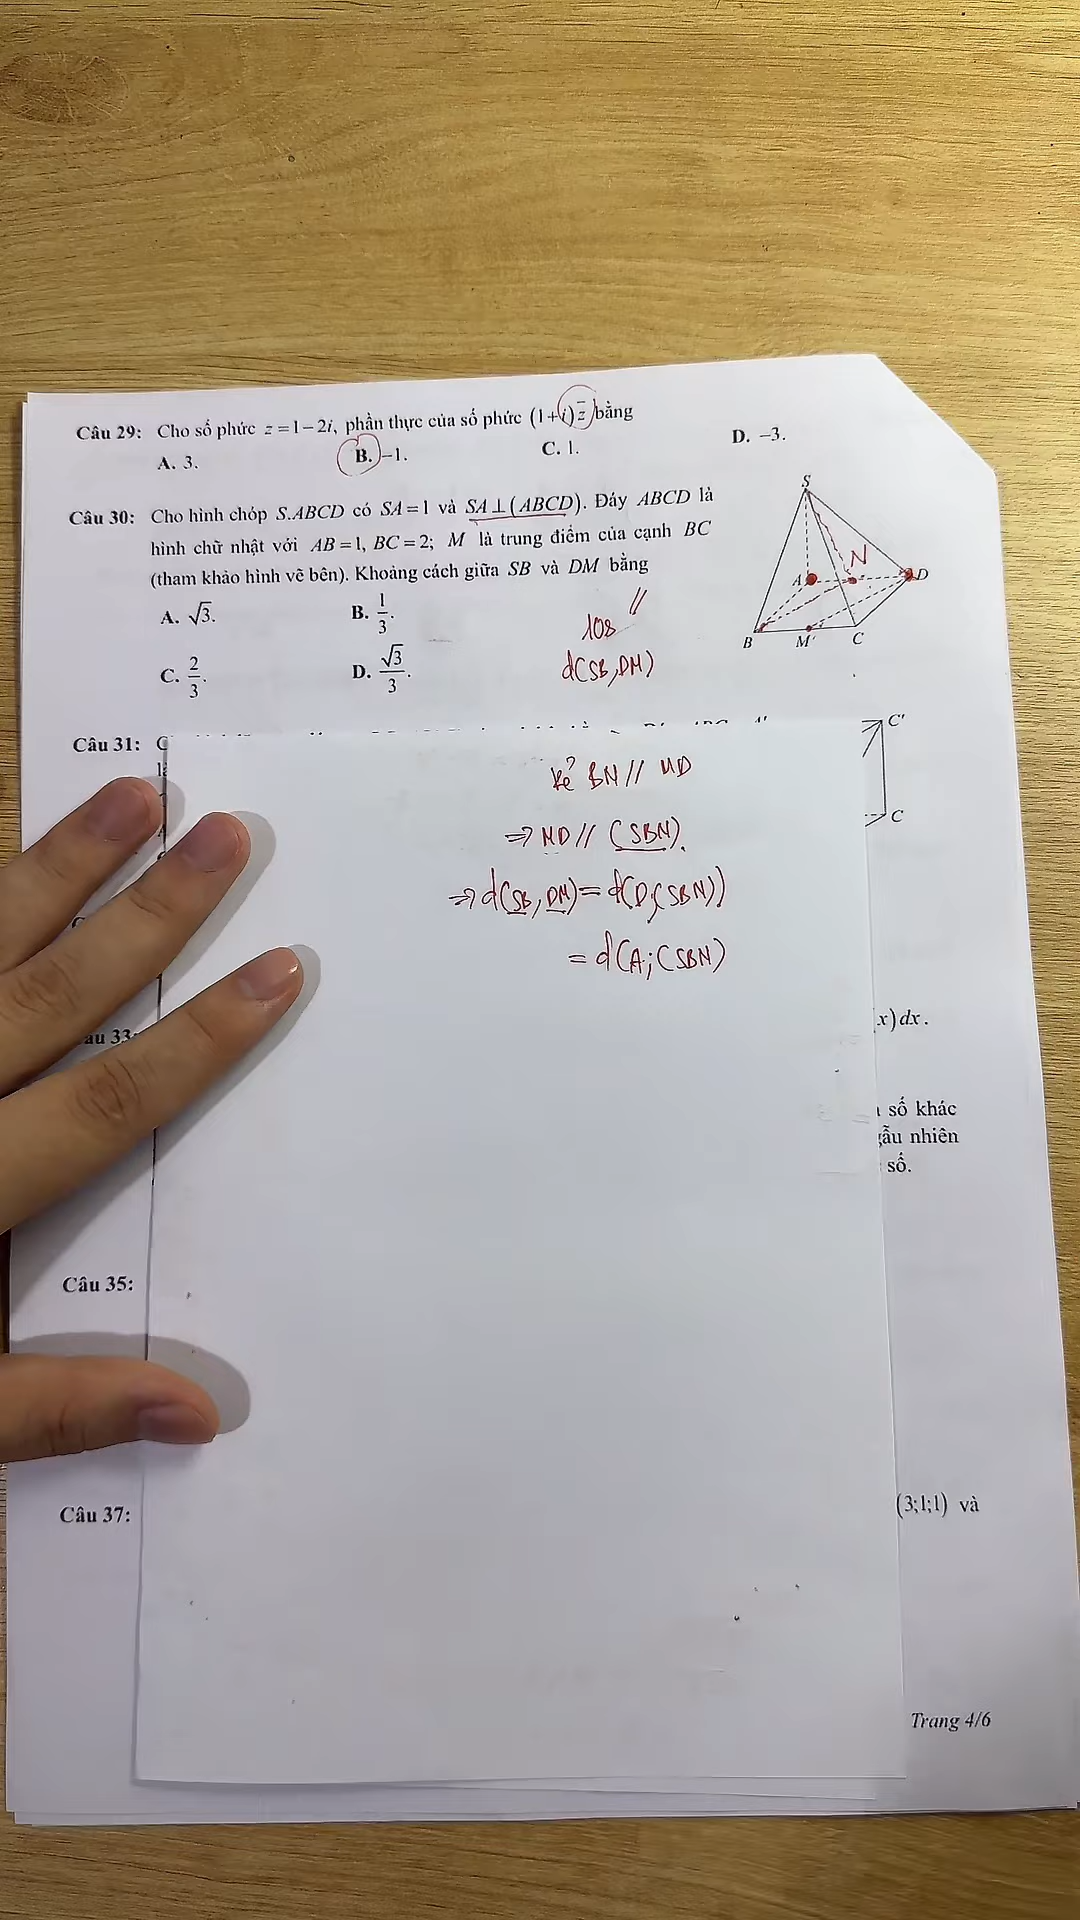 Câu 29: Cho số phức z = 1 − 2i, phần thực của số phức (1+i)z̄ bằng
A. 3. B. −1. C. 1. D. −3.
Câu 30: Cho hình chóp S.ABCD có SA = 1 và SA ⊥ (ABCD). Đáy ABCD là
hình chữ nhật với AB = 1, BC = 2; M là trung điểm của cạnh BC
(tham khảo hình vẽ bên). Khoảng cách giữa SB và DM bằng
A. √3. B. 1/3.
C. 2/3. D. √3/3.
S
N
A D
B M C
//
108
d(SB, DM)
Câu 31:
C'
C
Kẻ BN // MD
⇒ MD // (SBN).
⇒ d(SB, DM) = d(D;(SBN))
= d(A;(SBN)
x)dx.
số khác
nhiên
số.
Câu 35:
Câu 37:
(3;1;1) và
Trang 4/6